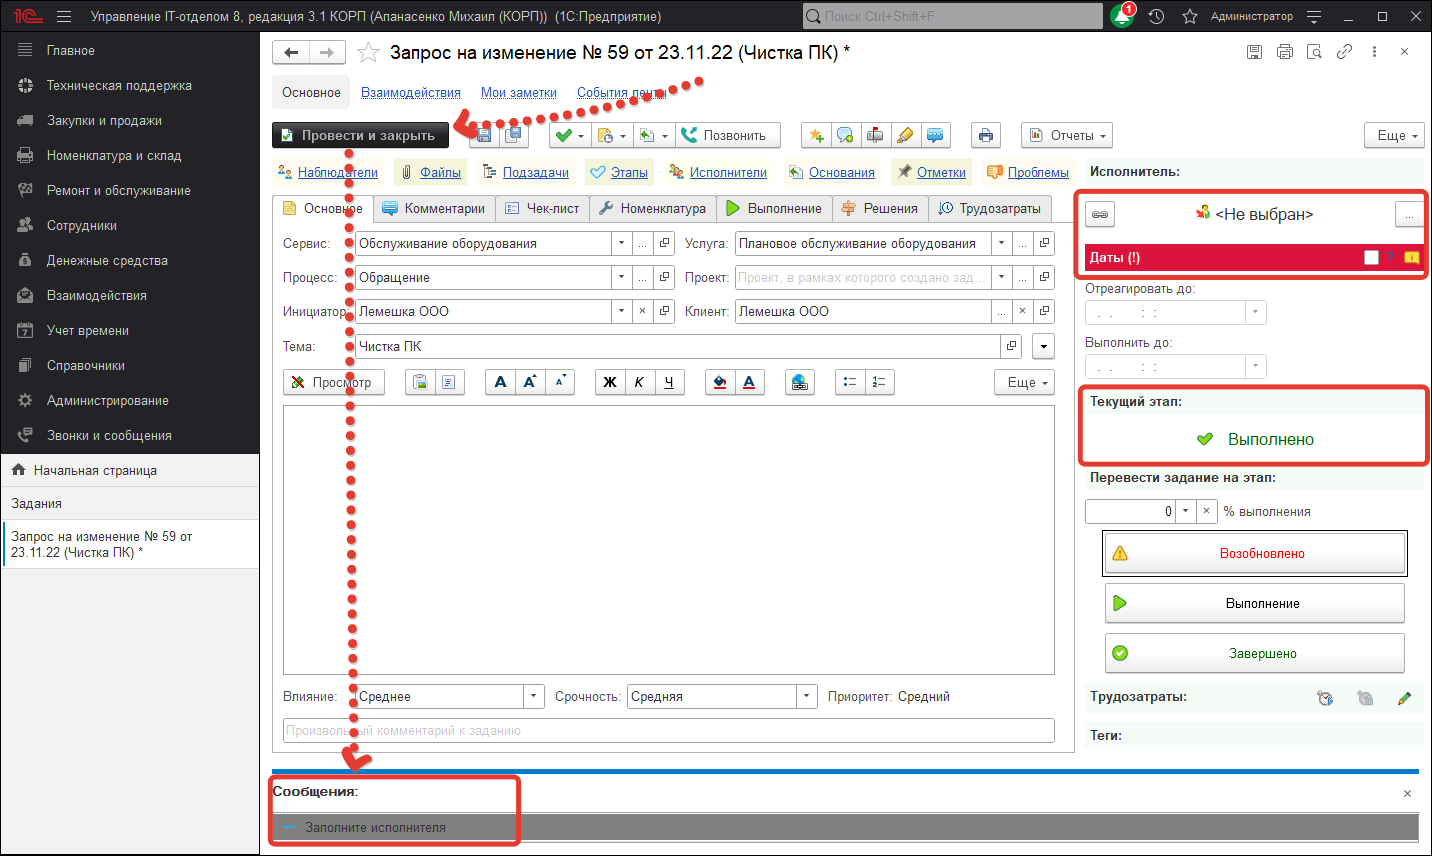 Управление IT-отделом 8, редакция 3.1 КОРП (Апанасенко Михаил (КОРП)) (1С:Предприятие)
Поиск Ctrl+Shift+F
1
Администратор
Главное
Техническая поддержка
Закупки и продажи
Номенклатура и склад
Ремонт и обслуживание
Сотрудники
Денежные средства
Взаимодействия
Учет времени
Справочники
Администрирование
Звонки и сообщения
Начальная страница
Задания
Запрос на изменение № 59 от
23.11.22 (Чистка ПК) *
Запрос на изменение № 59 от 23.11.22 (Чистка ПК) *
Основное Взаимодействия Мои заметки События ленты
Провести и закрыть Позвонить Отчеты Еще
Наблюдатели Файлы Подзадачи Этапы Исполнители Основания Отметки Проблемы
Основное Комментарии Чек-лист Номенклатура Выполнение Решения Трудозатраты
Сервис: Обслуживание оборудования ... Услуга: Плановое обслуживание оборудования ...
Процесс: Обращение ... Проект: Проект, в рамках которого создано зад... ...
Инициатор: Лемешка ООО Клиент: Лемешка ООО ...
Тема: Чистка ПК
Просмотр А А А Ж К Ч А Еще
Влияние: Среднее Срочность: Средняя Приоритет: Средний
Произвольный комментарий к заданию
Исполнитель:
<Не выбран> ...
Даты (!) ?
Отреагировать до:
. . : :
Выполнить до:
. . : :
Текущий этап:
Выполнено
Перевести задание на этап:
0 % выполнения
Возобновлено
Выполнение
Завершено
Трудозатраты:
Теги:
Сообщения:
Заполните исполнителя